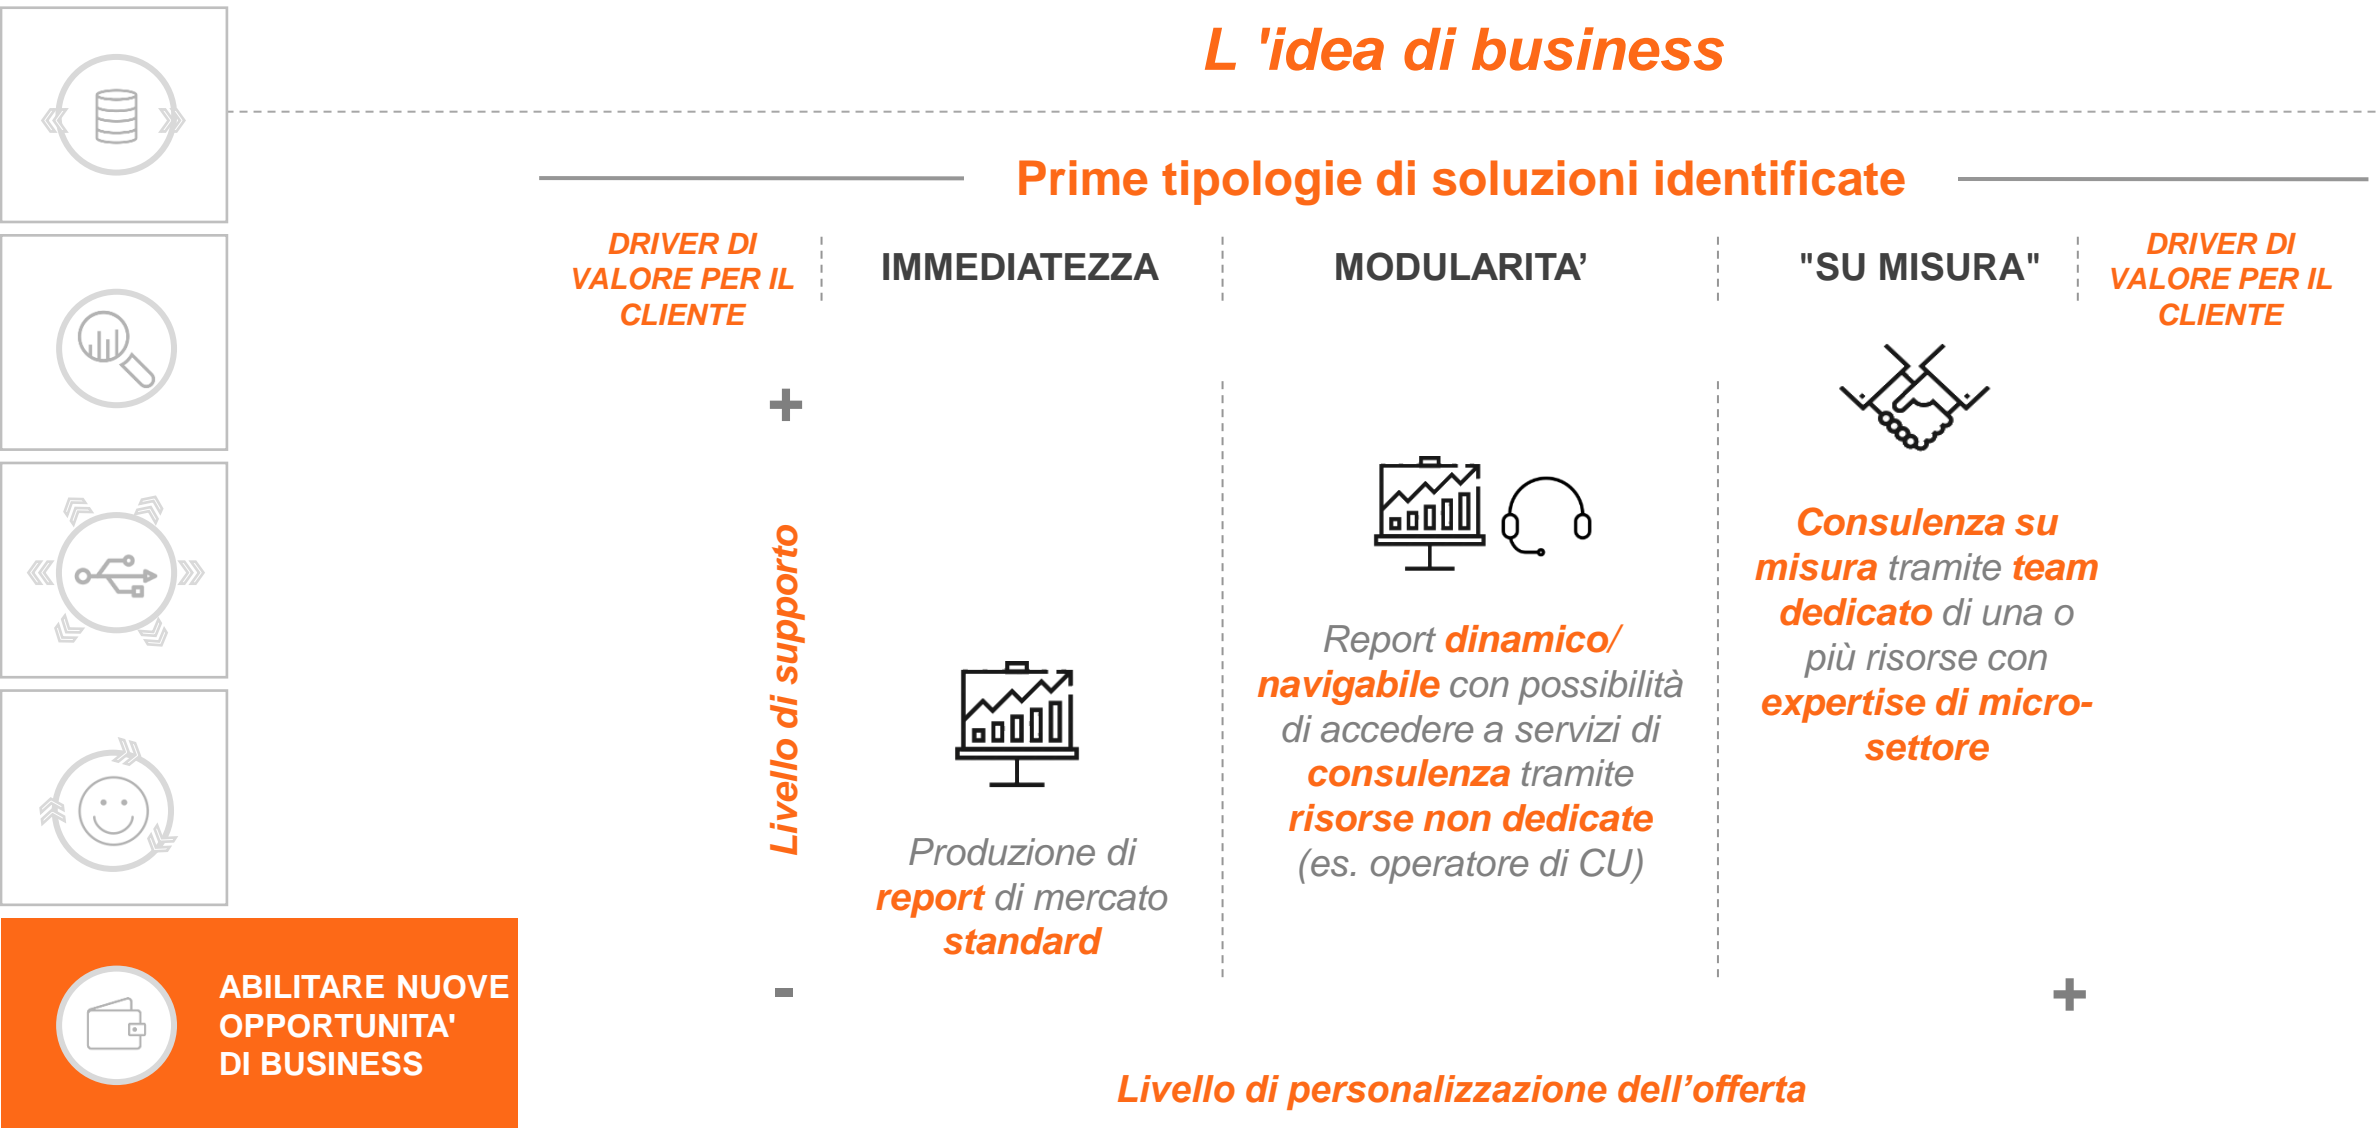 L 'idea di business
Prime tipologie di soluzioni identificate
DRIVER DI
VALORE PER IL
CLIENTE
IMMEDIATEZZA
MODULARITA’
"SU MISURA"
DRIVER DI
VALORE PER IL
CLIENTE
+
Livello di supporto
-
Produzione di
report di mercato
standard
Report dinamico/
navigabile con possibilità
di accedere a servizi di
consulenza tramite
risorse non dedicate
(es. operatore di CU)
Consulenza su
misura tramite team
dedicato di una o
più risorse con
expertise di micro-
settore
+
Livello di personalizzazione dell’offerta
ABILITARE NUOVE
OPPORTUNITA'
DI BUSINESS